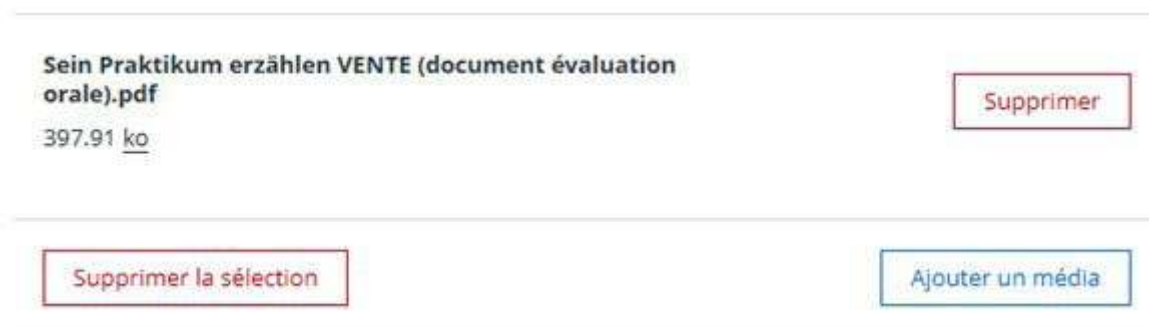 Sein Praktikum erzählen VENTE (document évaluation
orale).pdf
Supprimer
397.91 ko
Supprimer la sélection
Ajouter un média